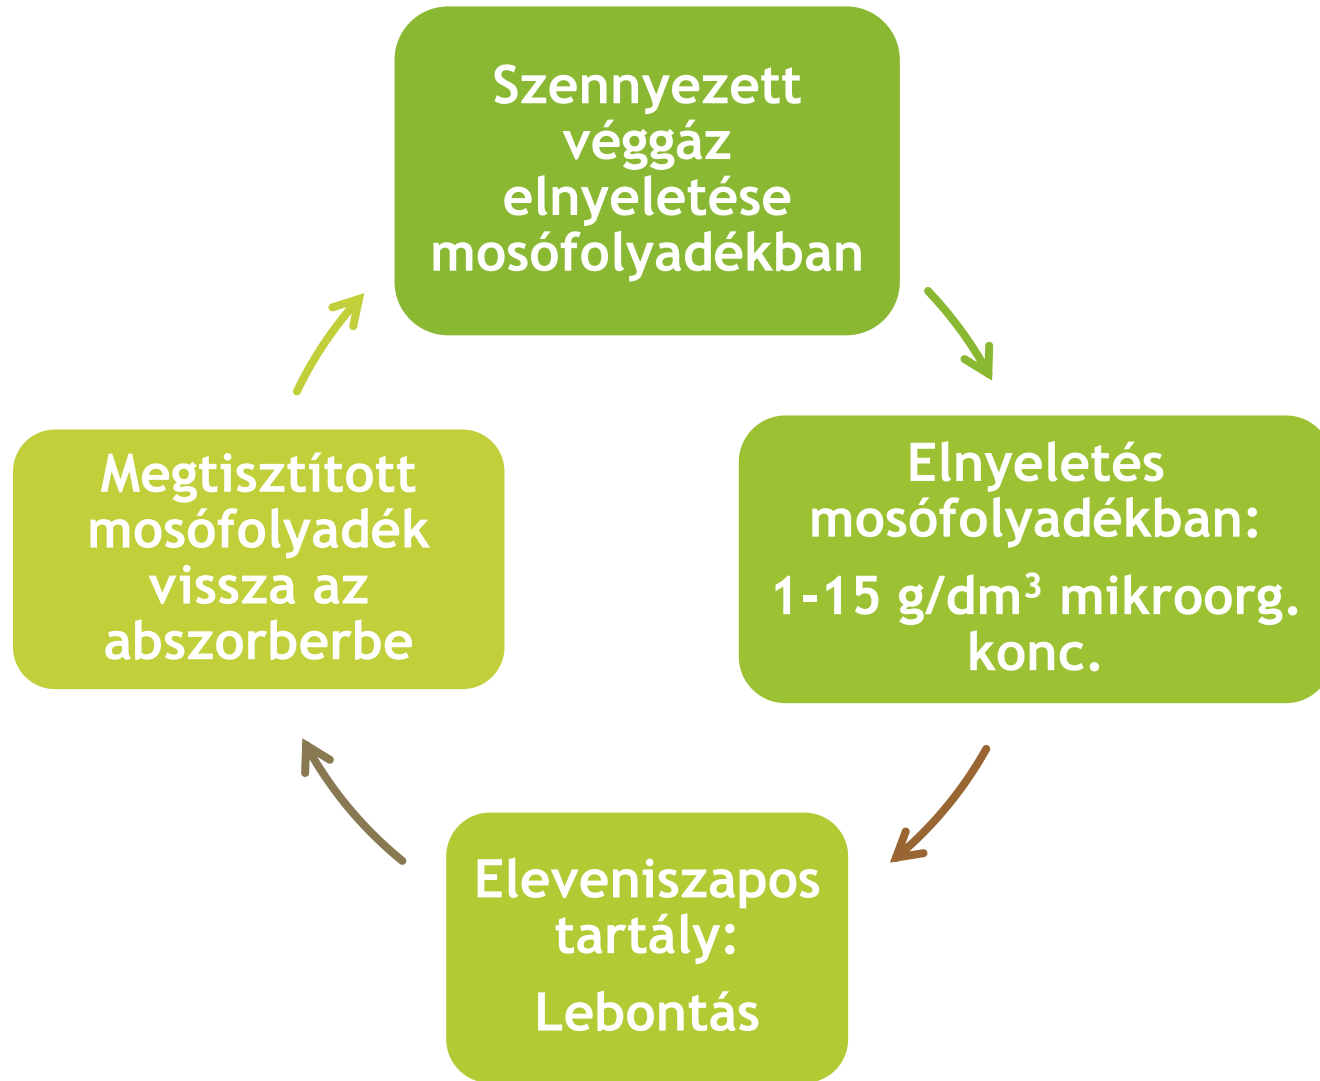 Szennyezett
véggáz
elnyeletése
mosófolyadékban
Elnyeletés
mosófolyadékban:
1-15 g/dm³ mikroorg.
konc.
Eleveniszapos
tartály:
Lebontás
Megtisztított
mosófolyadék
vissza az
abszorberbe